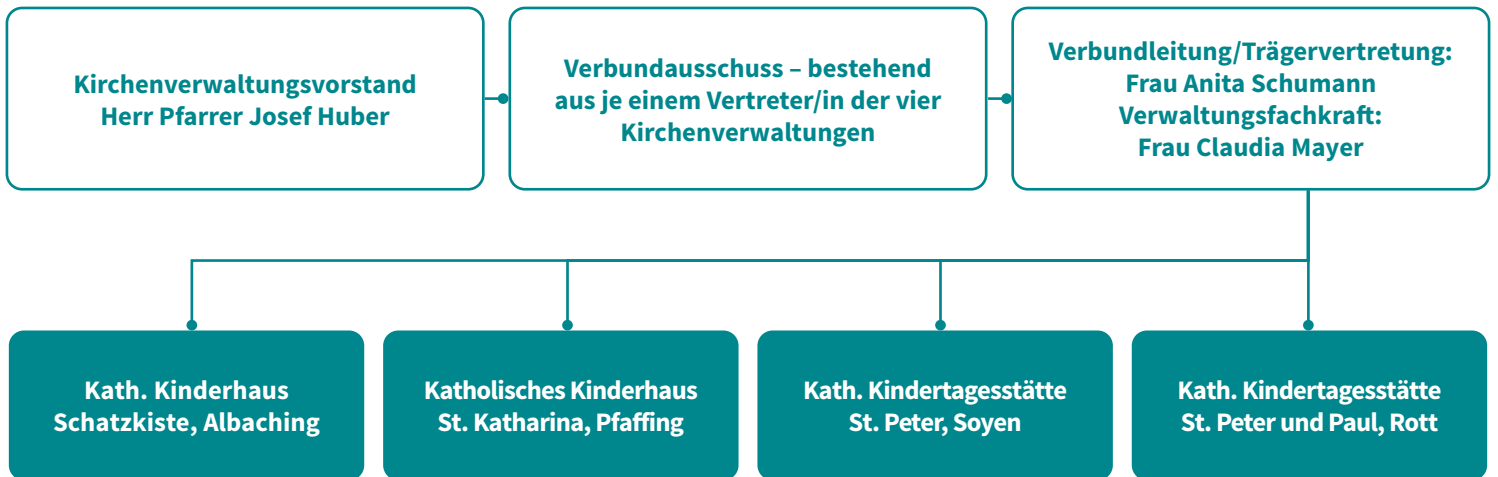 Kirchenverwaltungsvorstand
Herr Pfarrer Josef Huber
Verbundausschuss – bestehend
aus je einem Vertreter/in der vier
Kirchenverwaltungen
Verbundleitung/Trägervertretung:
Frau Anita Schumann
Verwaltungsfachkraft:
Frau Claudia Mayer
Kath. Kinderhaus
Schatzkiste, Albaching
Katholisches Kinderhaus
St. Katharina, Pfaffing
Kath. Kindertagesstätte
St. Peter, Soyen
Kath. Kindertagesstätte
St. Peter und Paul, Rott